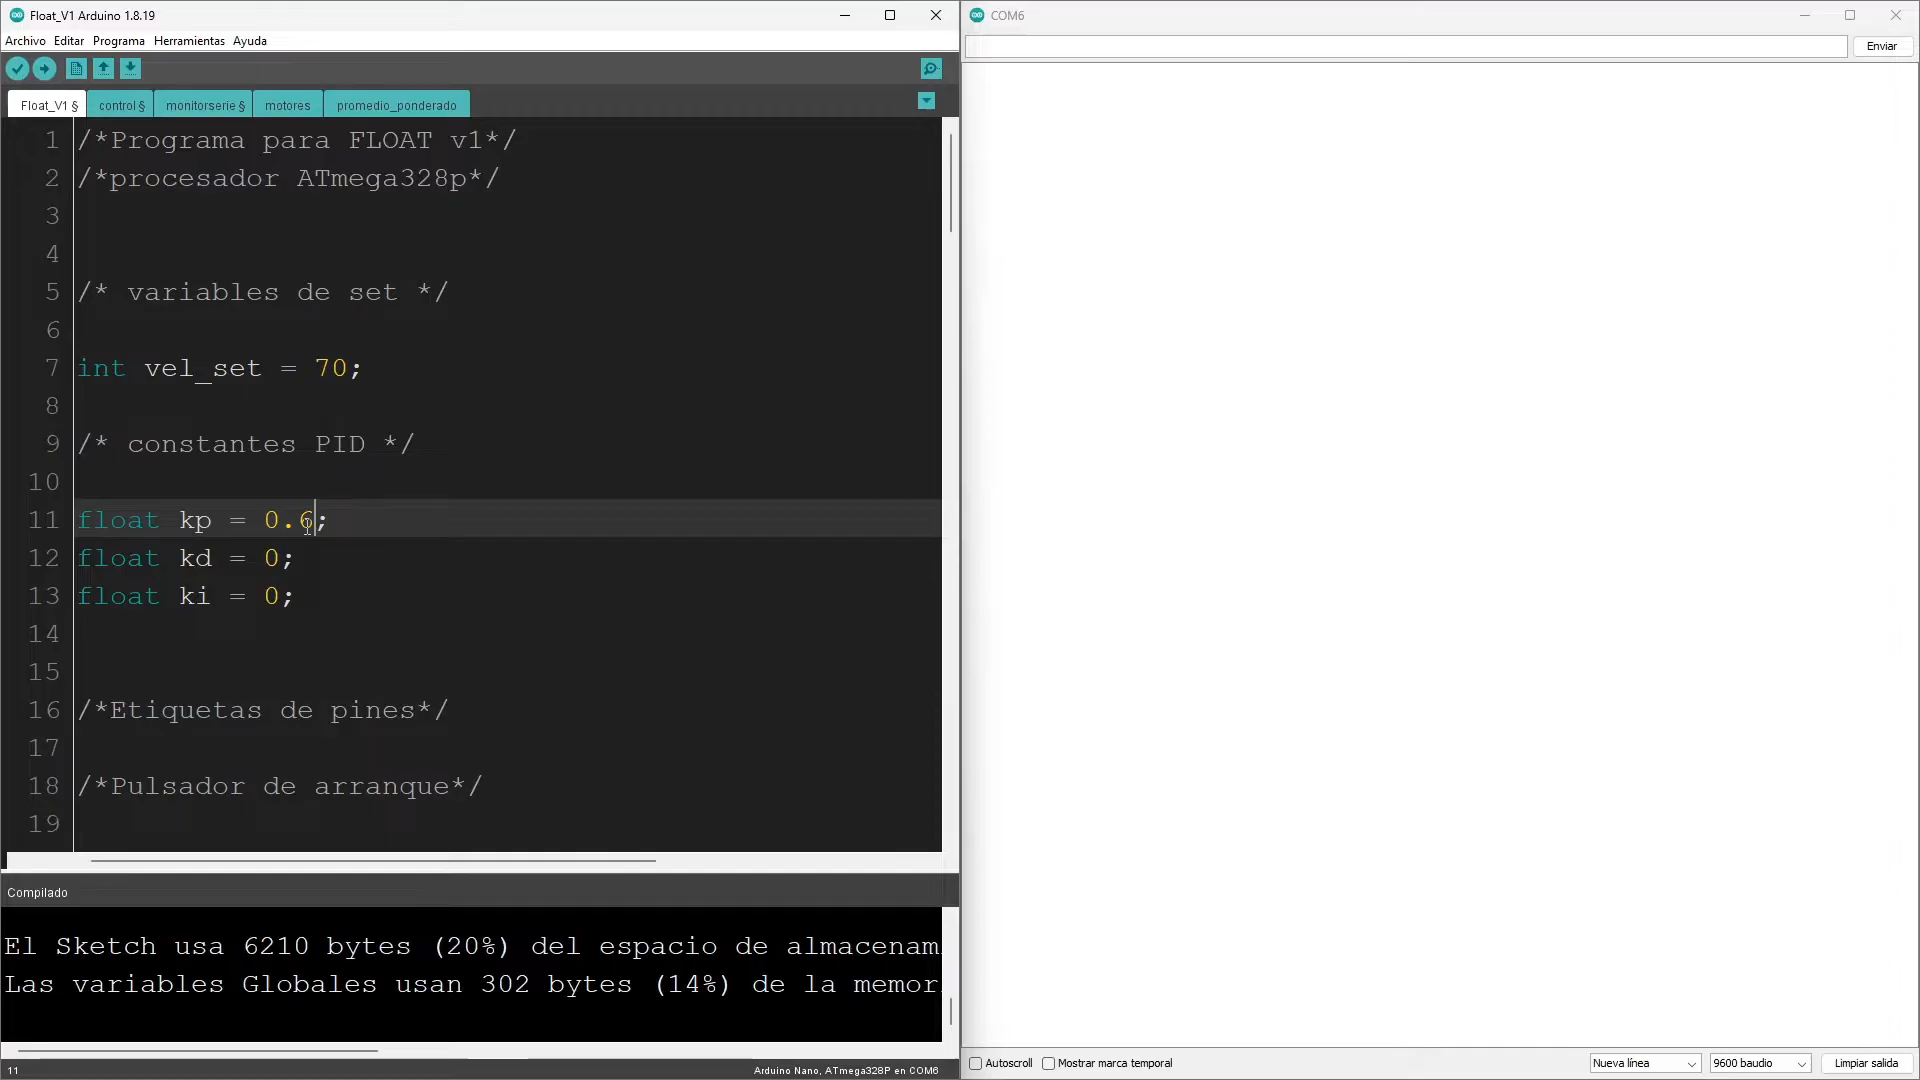 Float_V1 Arduino 1.8.19
Archivo Editar Programa Herramientas Ayuda
Float_V1 § control § monitorserie § motores promedio_ponderado
1 /*Programa para FLOAT v1*/
2 /*procesador ATmega328p*/
3
4
5 /* variables de set */
6
7 int vel_set = 70;
8
9 /* constantes PID */
10
11 float kp = 0.6;
12 float kd = 0;
13 float ki = 0;
14
15
16 /*Etiquetas de pines*/
17
18 /*Pulsador de arranque*/
19
Compilado
El Sketch usa 6210 bytes (20%) del espacio de almacenam
Las variables Globales usan 302 bytes (14%) de la memor
11 Arduino Nano, ATmega328P en COM6
COM6
Enviar
Autoscroll Mostrar marca temporal Nueva línea 9600 baudio Limpiar salida